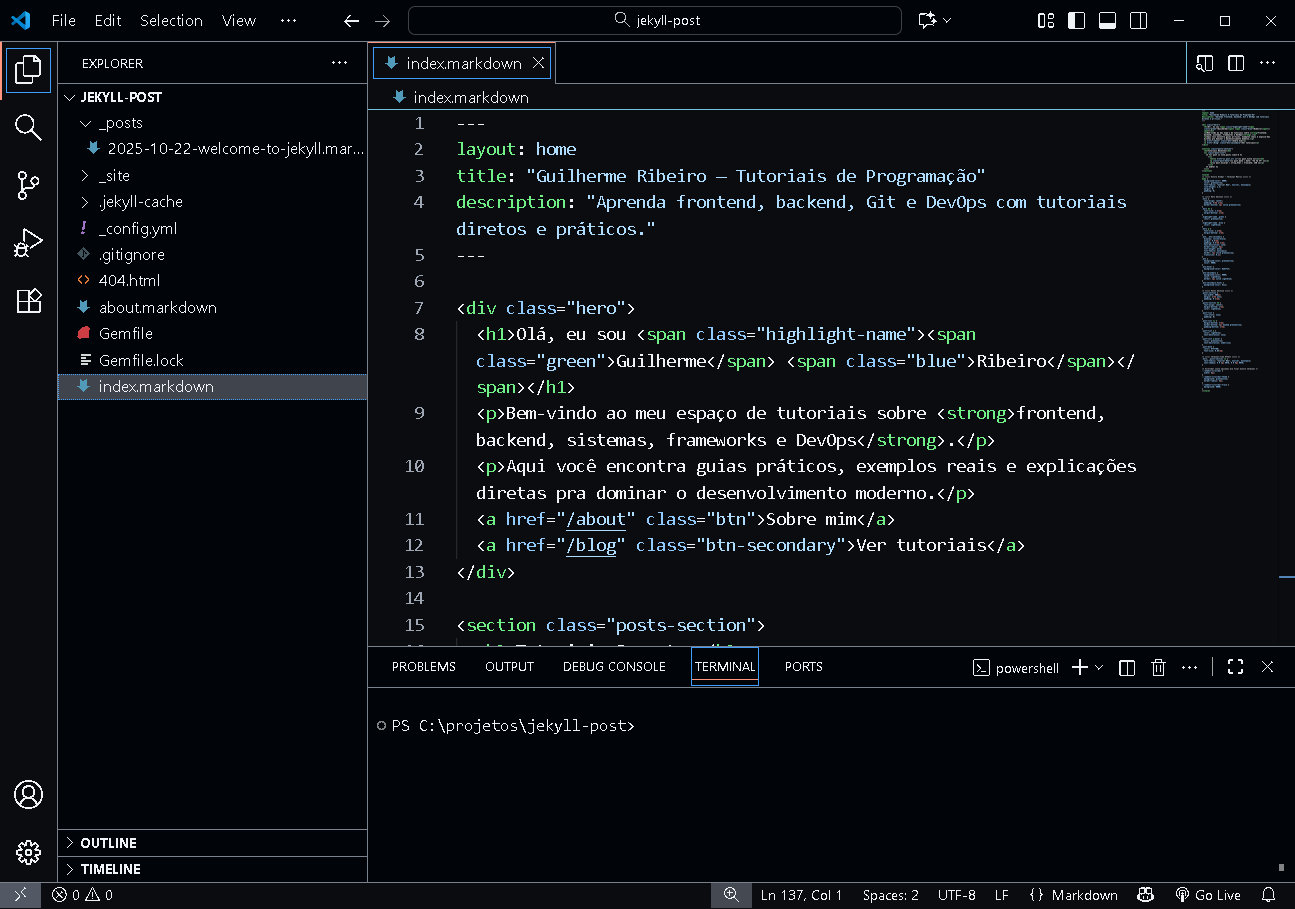 File Edit Selection View ··· jekyll-post
EXPLORER ···
JEKYLL-POST
_posts
2025-10-22-welcome-to-jekyll.mar...
_site
.jekyll-cache
_config.yml
.gitignore
404.html
about.markdown
Gemfile
Gemfile.lock
index.markdown
OUTLINE
TIMELINE
index.markdown
index.markdown
1 ---
2 layout: home
3 title: "Guilherme Ribeiro — Tutoriais de Programação"
4 description: "Aprenda frontend, backend, Git e DevOps com tutoriais
diretos e práticos."
5 ---
6
7 <div class="hero">
8 <h1>Olá, eu sou <span class="highlight-name"><span
class="green">Guilherme</span> <span class="blue">Ribeiro</span></
span></h1>
9 <p>Bem-vindo ao meu espaço de tutoriais sobre <strong>frontend,
backend, sistemas, frameworks e DevOps</strong>.</p>
10 <p>Aqui você encontra guias práticos, exemplos reais e explicações
diretas pra dominar o desenvolvimento moderno.</p>
11 <a href="/about" class="btn">Sobre mim</a>
12 <a href="/blog" class="btn-secondary">Ver tutoriais</a>
13 </div>
14
15 <section class="posts-section">
PROBLEMS OUTPUT DEBUG CONSOLE TERMINAL PORTS powershell ···
PS C:\projetos\jekyll-post>
0 0 Ln 137, Col 1 Spaces: 2 UTF-8 LF {} Markdown Go Live